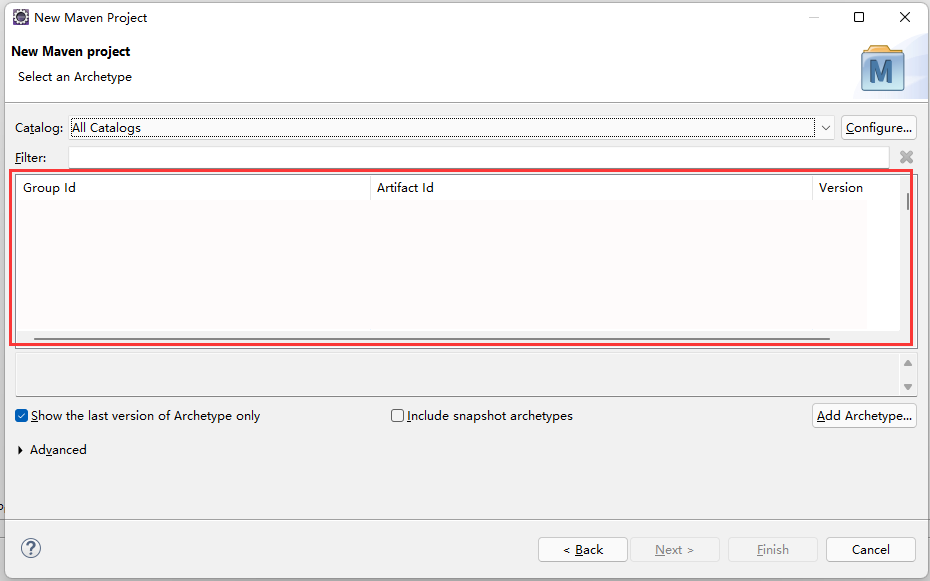 New Maven Project
New Maven project
Select an Archetype
Catalog: All Catalogs Configure...
Filter:
Group Id Artifact Id Version
Show the last version of Archetype only Include snapshot archetypes Add Archetype...
Advanced
< Back Next > Finish Cancel